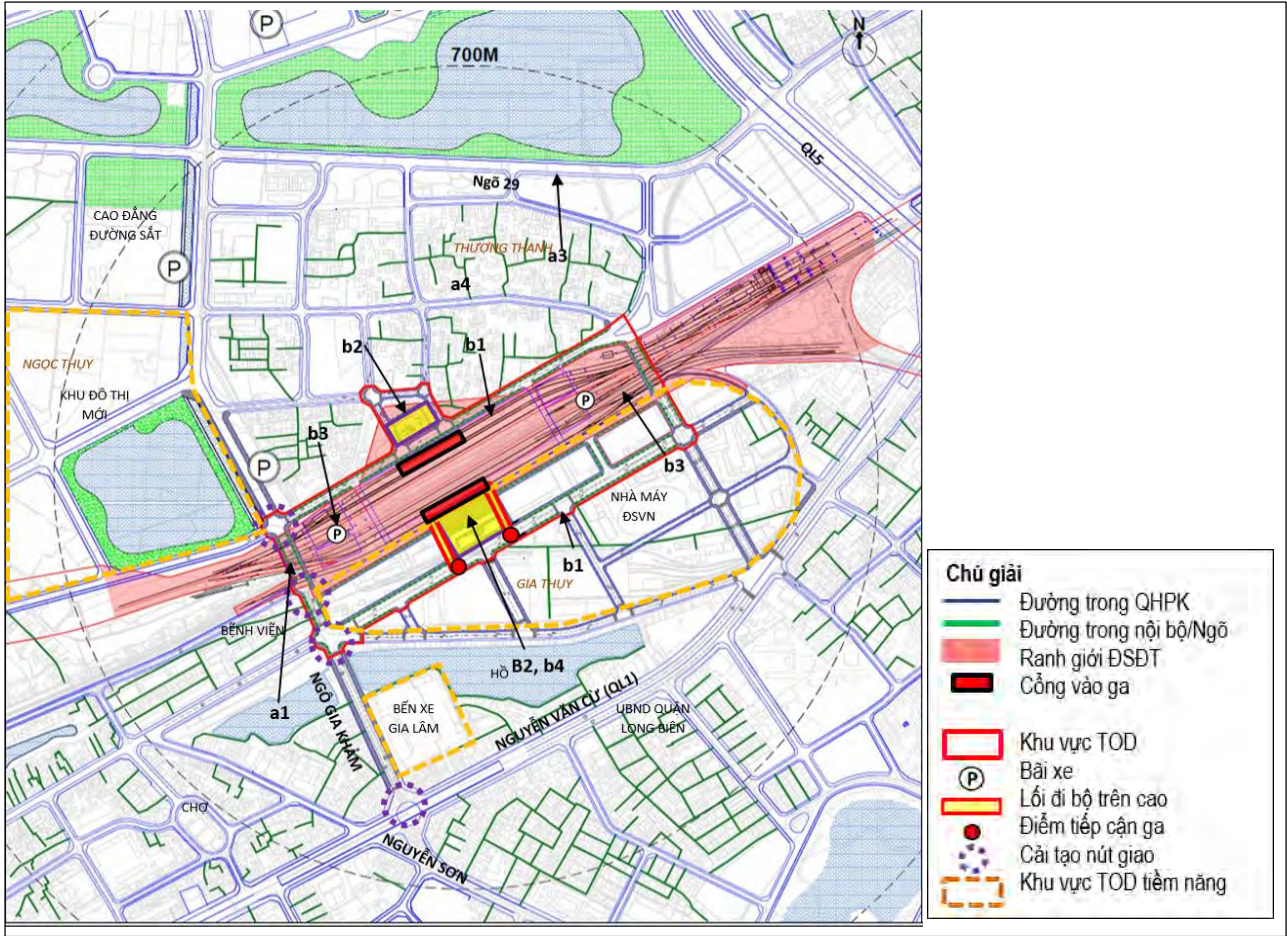 P
700M
N
QL5
Ngõ 29
CAO ĐẲNG
ĐƯỜNG SẮT
THƯỢNG THANH
a3
P
a4
b2
b1
NGỌC THỤY
KHU ĐÔ THỊ
MỚI
b3
P
P
b3
NHÀ MÁY
ĐSVN
P
b1
GIA THỤY
BỆNH VIỄN
HỒ
B2, b4
a1
NGÔ GIA KHẢM
BẾN XE
GIA LÂM
NGUYỄN VĂN CỪ (QL1)
UBND QUẬN
LONG BIÊN
CHỢ
NGUYỄN SƠN
Chú giải
Đường trong QHPK
Đường trong nội bộ/Ngõ
Ranh giới ĐSĐT
Cổng vào ga
Khu vực TOD
P
Bãi xe
Lối đi bộ trên cao
Điểm tiếp cận ga
Cải tạo nút giao
Khu vực TOD tiềm năng